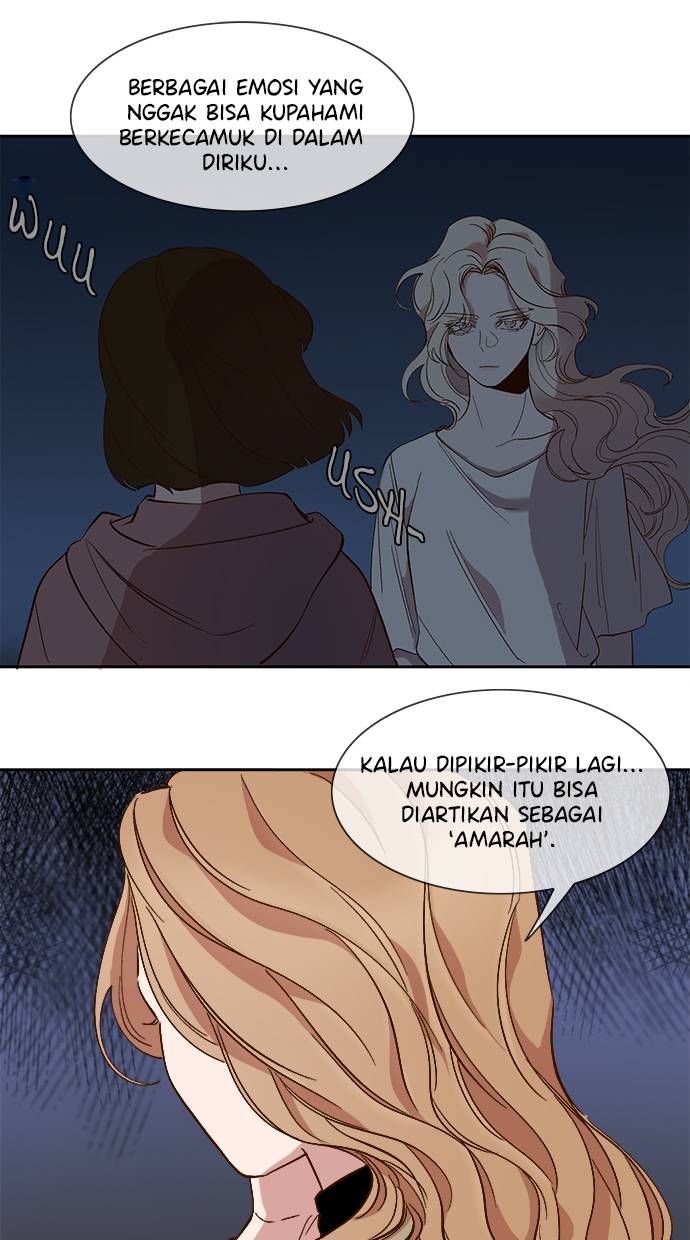 BERBAGAI EMOSI YANG
NGGAK BISA KUPAHAMI
BERKECAMUK DI DALAM
DIRIKU...
WUU
USHH-
KALAU DIPIKIR-PIKIR LAGI...
MUNGKIN ITU BISA
DIARTIKAN SEBAGAI
‘AMARAH’.